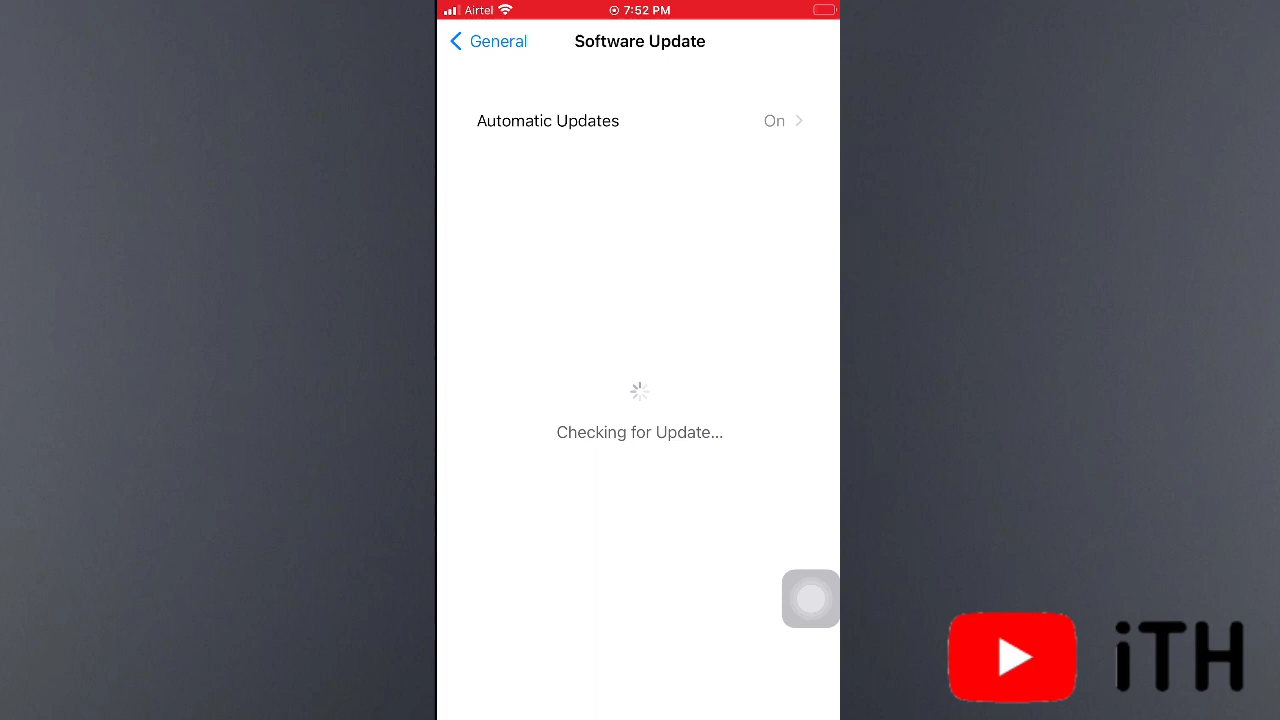 Airtel 7:52 PM
General Software Update
Automatic Updates On
Checking for Update...
iTH